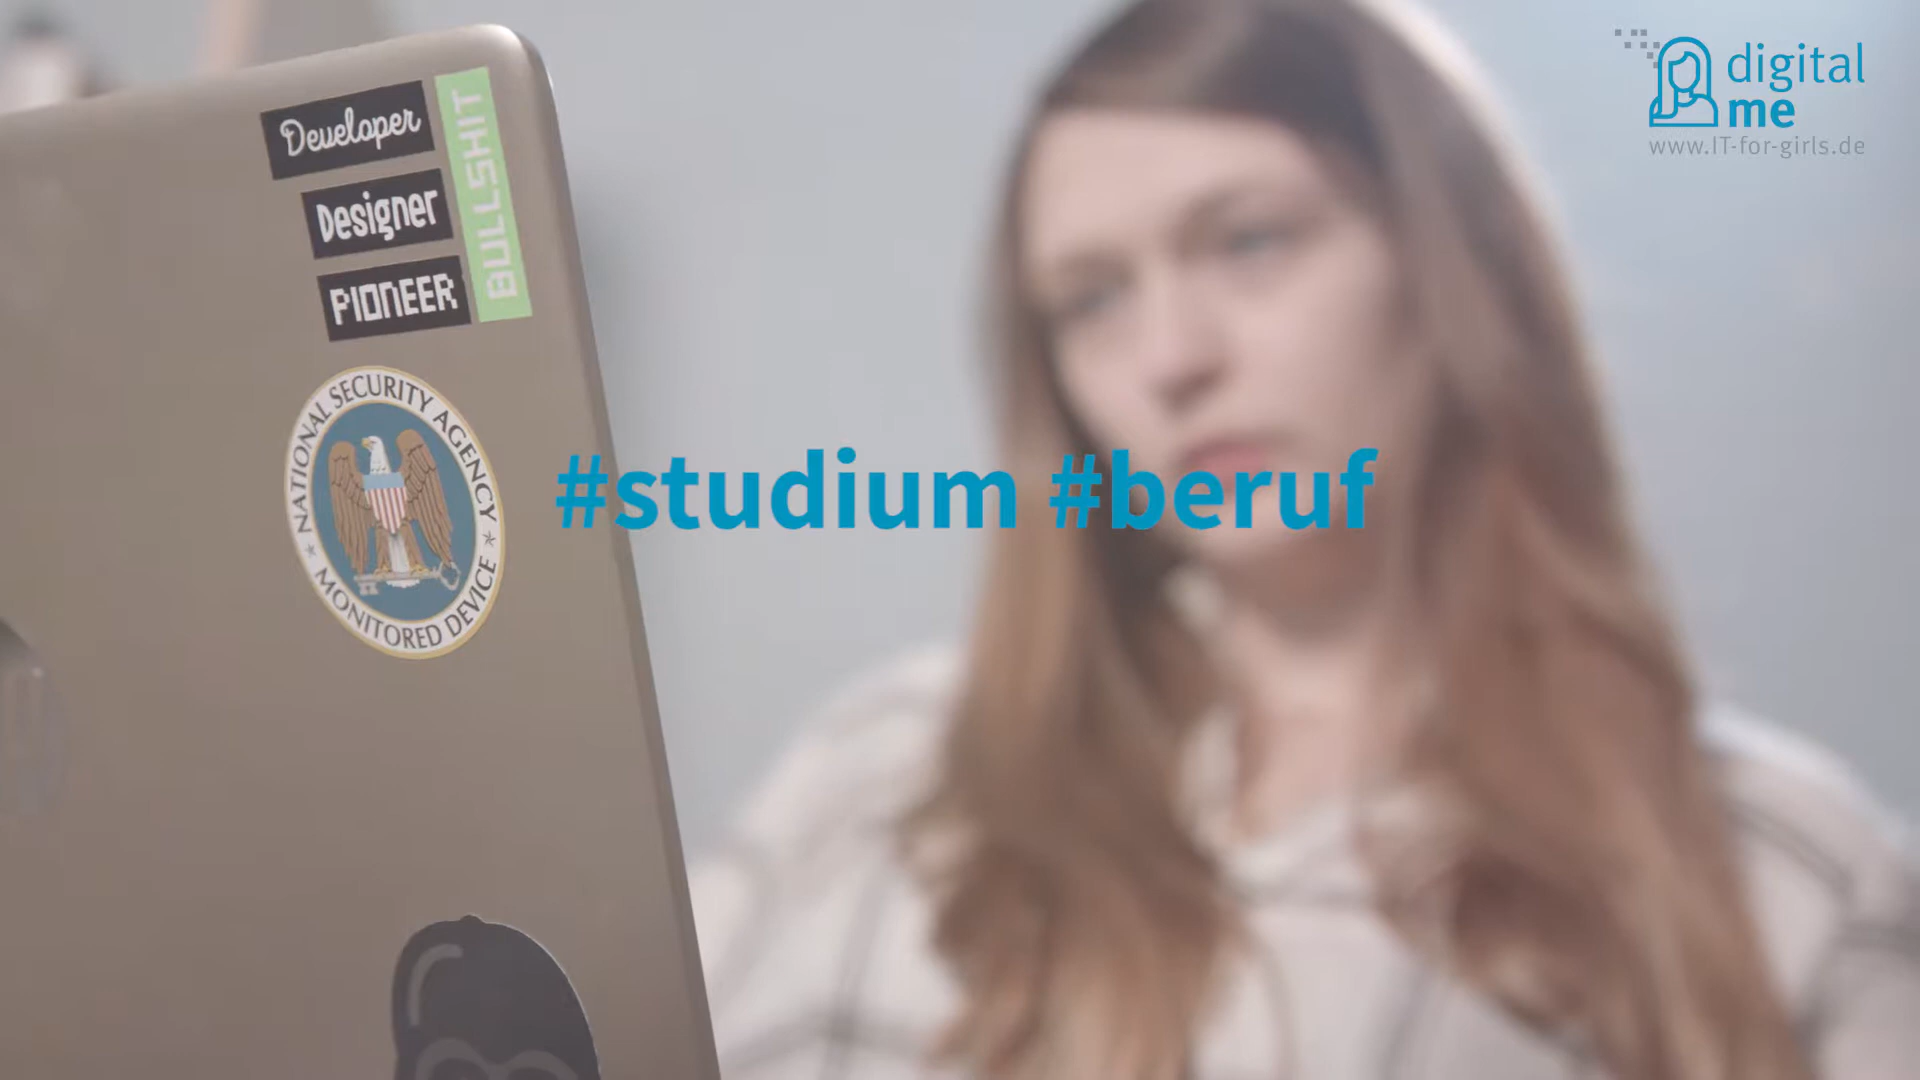 Developer
Designer
PIONEER
BULLSHIT
NATIONAL SECURITY AGENCY
MONITORED DEVICE
#studium #beruf
digital
me
www.IT-for-girls.de